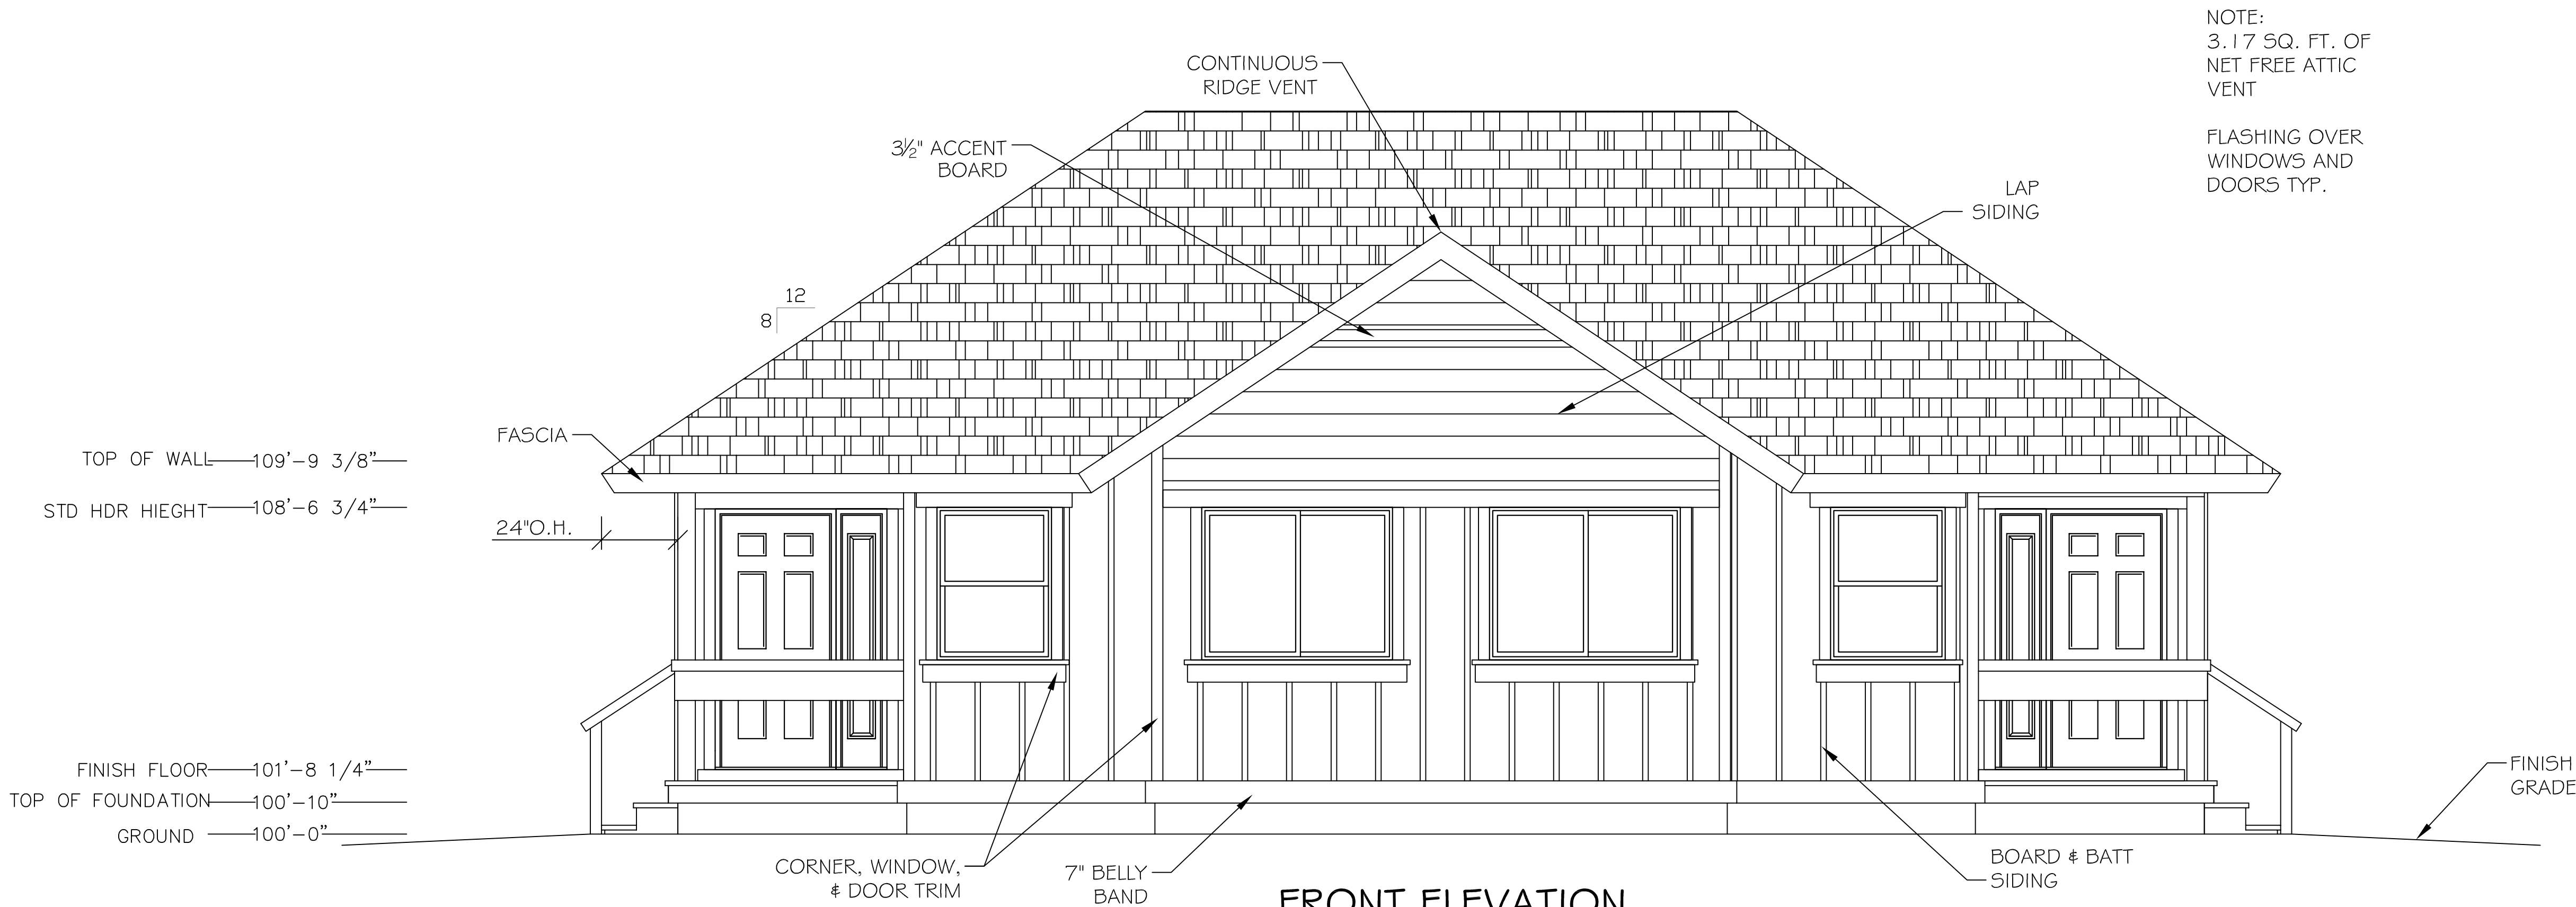 NOTE:
3.17 SQ. FT. OF
NET FREE ATTIC
VENT
FLASHING OVER
WINDOWS AND
DOORS TYP.
CONTINUOUS
RIDGE VENT
3½" ACCENT
BOARD
LAP
SIDING
12
8
FASCIA
TOP OF WALL 109'-9 3/8"
STD HDR HIEGHT 108'-6 3/4"
24"O.H.
FINISH FLOOR 101'-8 1/4"
TOP OF FOUNDATION 100'-10"
GROUND 100'-0"
FINISH
GRADE
CORNER, WINDOW,
& DOOR TRIM
7" BELLY
BAND
BOARD & BATT
SIDING
FRONT ELEVATION